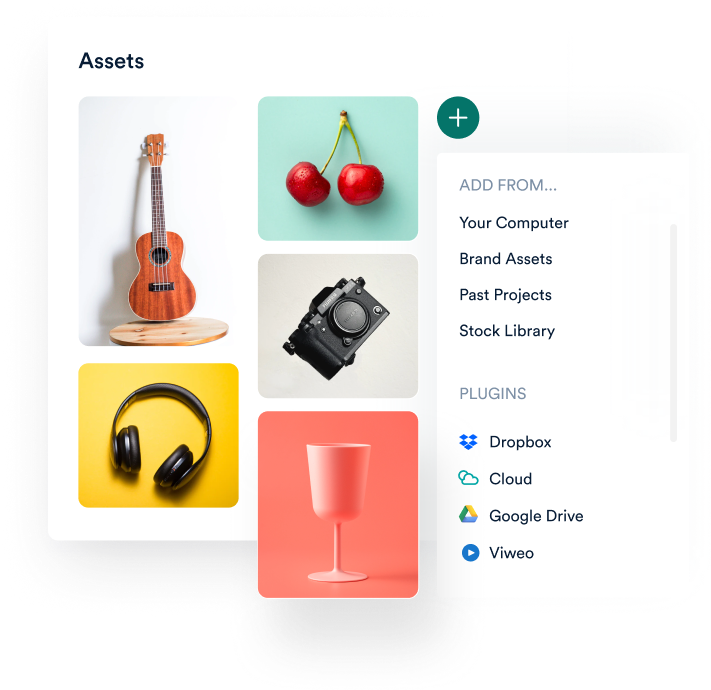 Assets
ADD FROM...
Your Computer
Brand Assets
Past Projects
Stock Library
PLUGINS
Dropbox
Cloud
Google Drive
Viweo